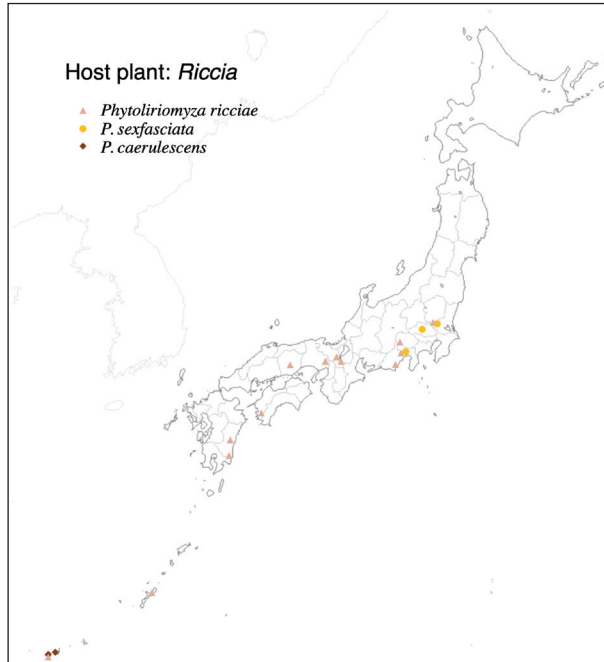 Host plant: Riccia
Phytoliriomyza ricciae
P. sexfasciata
P. caerulescens